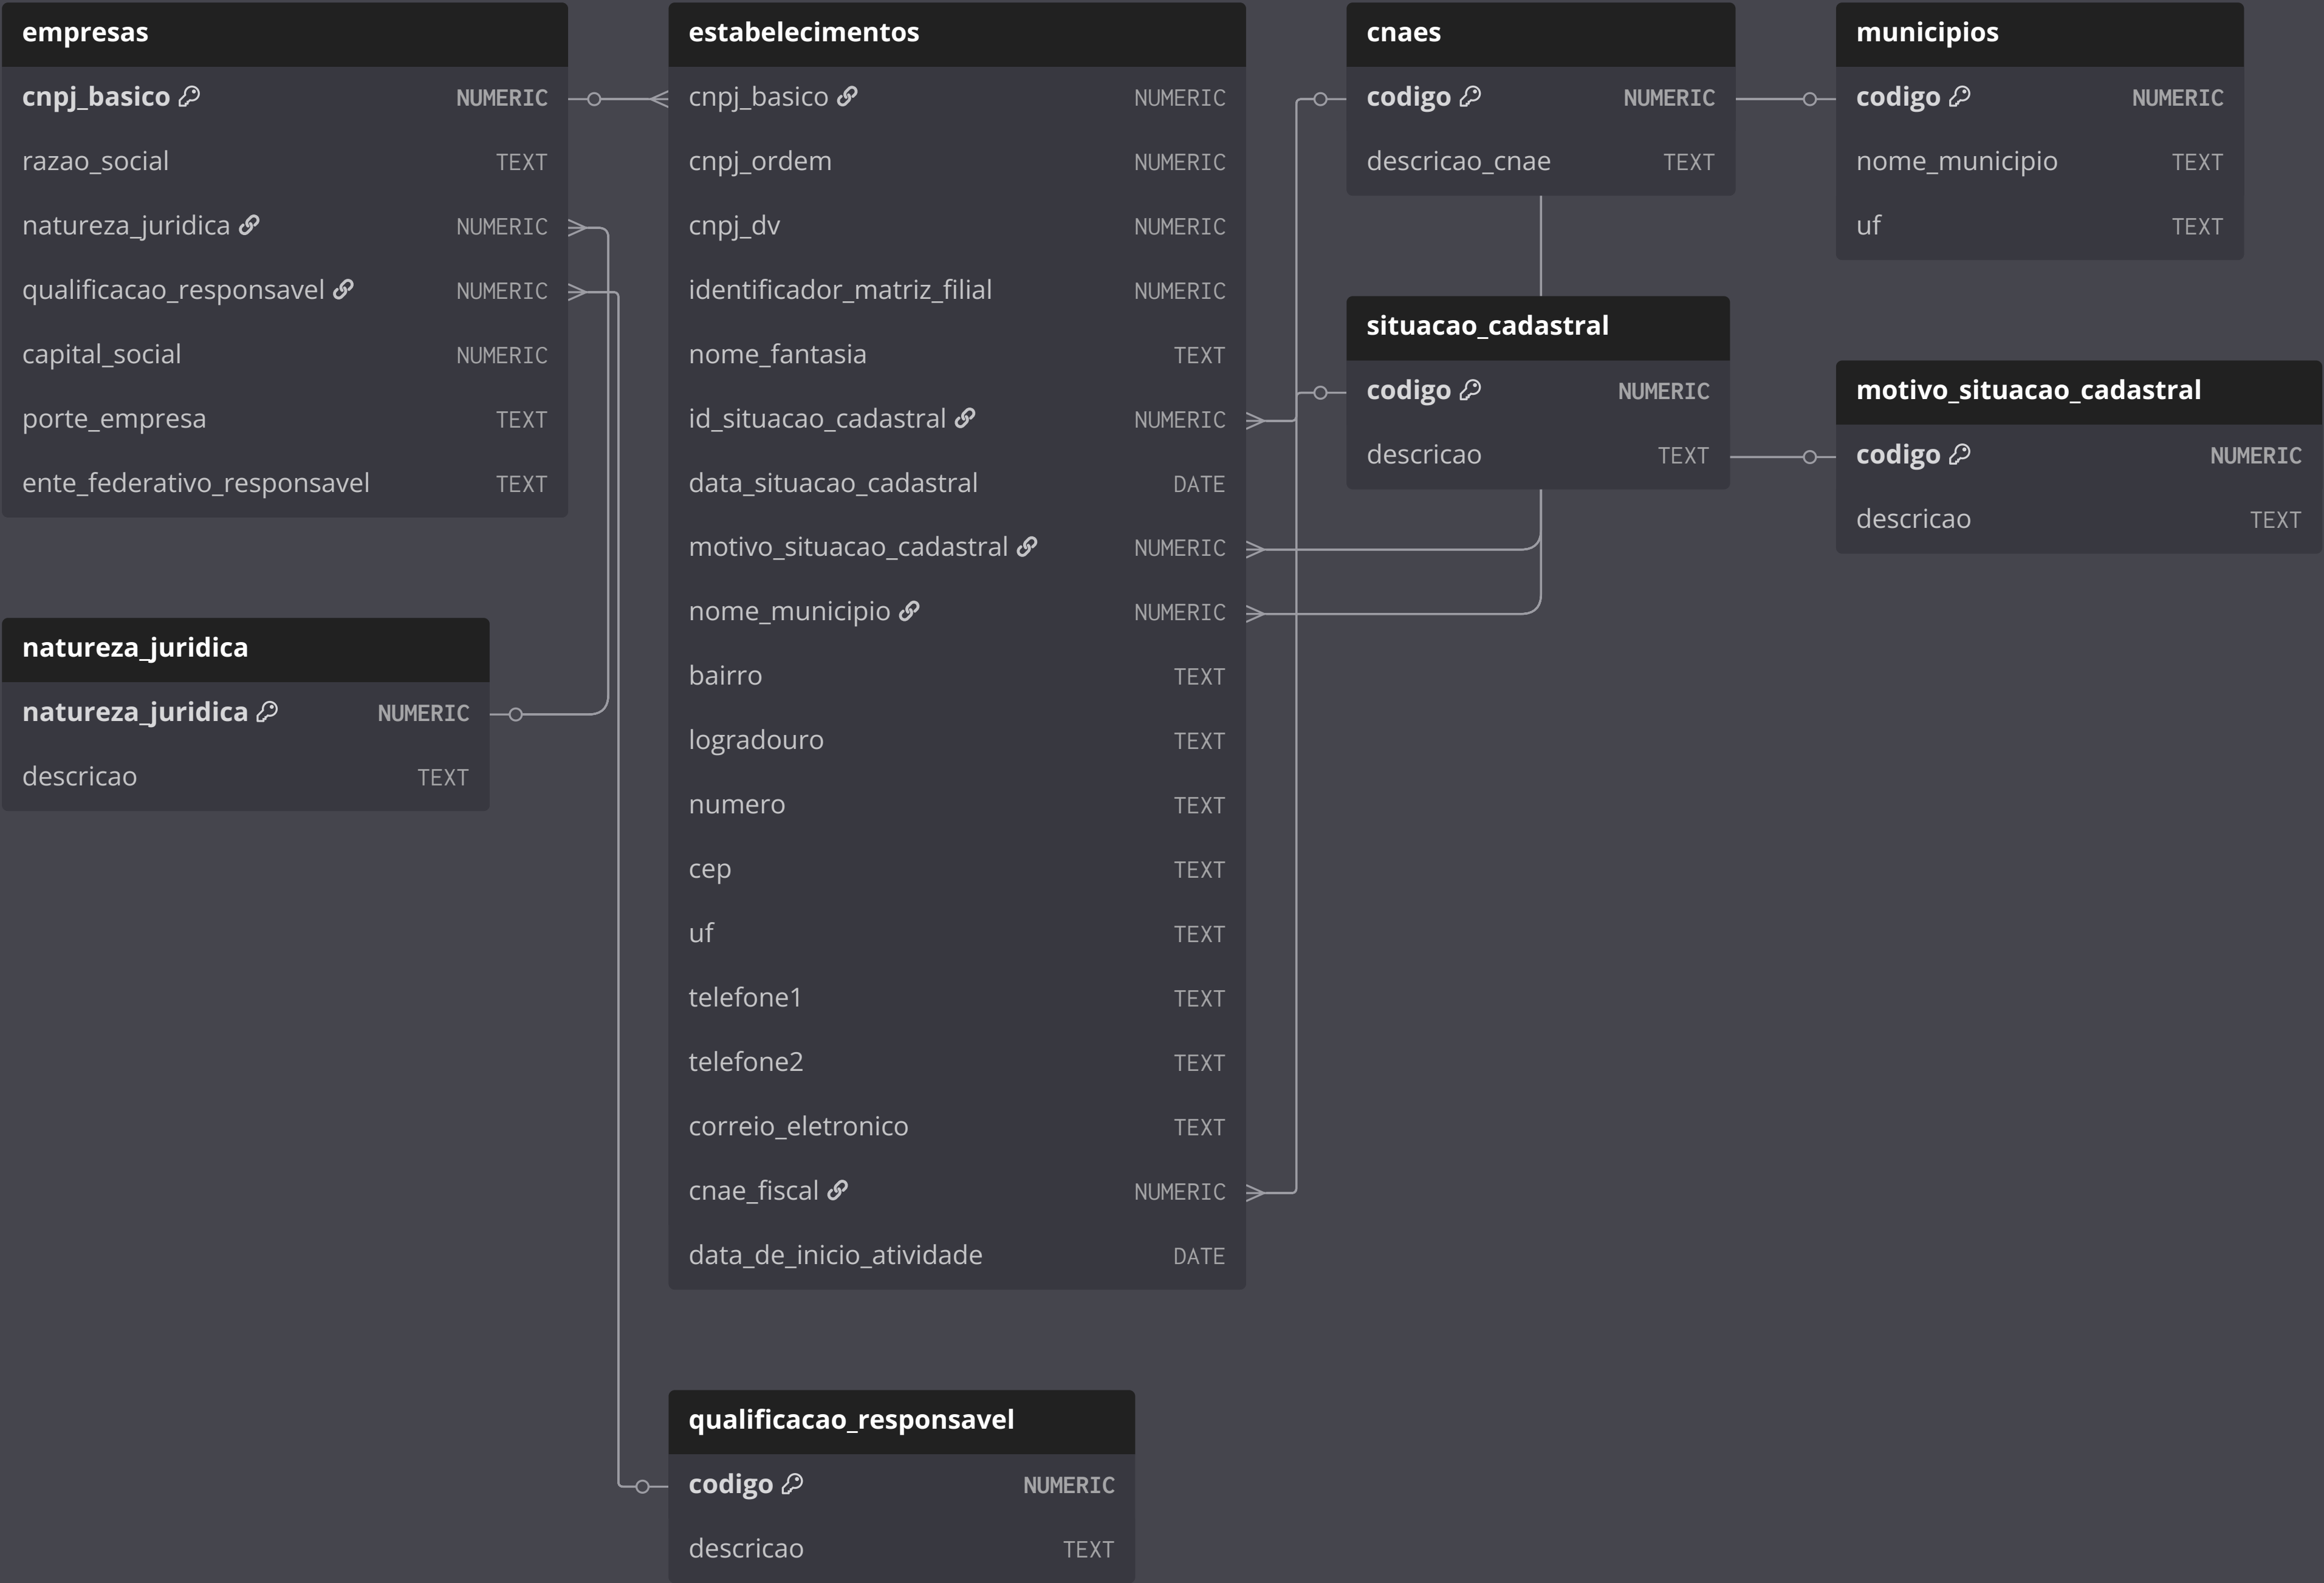 empresas
cnpj_basico NUMERIC
razao_social TEXT
natureza_juridica NUMERIC
qualificacao_responsavel NUMERIC
capital_social NUMERIC
porte_empresa TEXT
ente_federativo_responsavel TEXT
natureza_juridica
natureza_juridica NUMERIC
descricao TEXT
estabelecimentos
cnpj_basico NUMERIC
cnpj_ordem NUMERIC
cnpj_dv NUMERIC
identificador_matriz_filial NUMERIC
nome_fantasia TEXT
id_situacao_cadastral NUMERIC
data_situacao_cadastral DATE
motivo_situacao_cadastral NUMERIC
nome_municipio NUMERIC
bairro TEXT
logradouro TEXT
numero TEXT
cep TEXT
uf TEXT
telefone1 TEXT
telefone2 TEXT
correio_eletronico TEXT
cnae_fiscal NUMERIC
data_de_inicio_atividade DATE
qualificacao_responsavel
codigo NUMERIC
descricao TEXT
cnaes
codigo NUMERIC
descricao_cnae TEXT
situacao_cadastral
codigo NUMERIC
descricao TEXT
municipios
codigo NUMERIC
nome_municipio TEXT
uf TEXT
motivo_situacao_cadastral
codigo NUMERIC
descricao TEXT